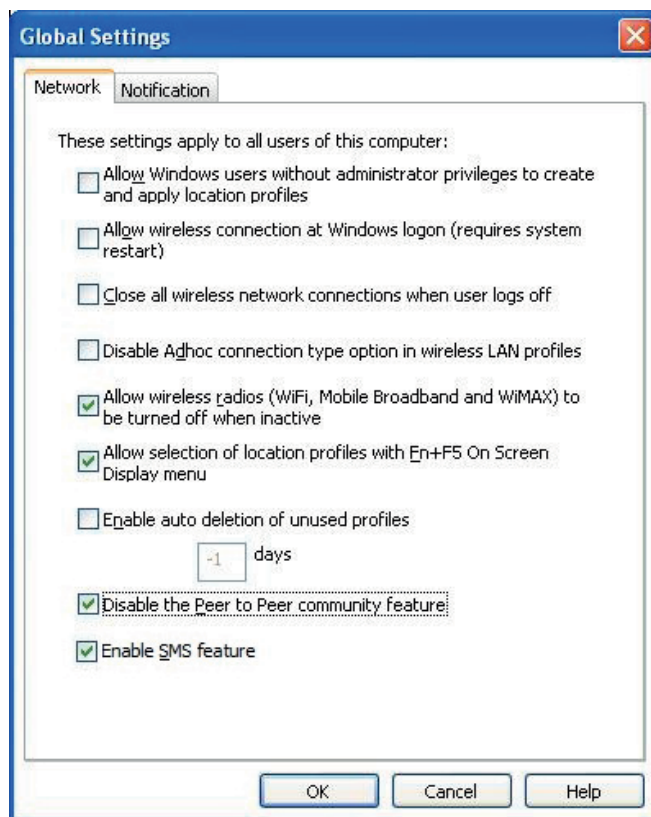 Global Settings
Network
Notification
These settings apply to all users of this computer:
Allow Windows users without administrator privileges to create
and apply location profiles
Allow wireless connection at Windows logon (requires system
restart)
Close all wireless network connections when user logs off
Disable Adhoc connection type option in wireless LAN profiles
Allow wireless radios (WiFi, Mobile Broadband and WiMAX) to
be turned off when inactive
Allow selection of location profiles with Fn+F5 On Screen
Display menu
Enable auto deletion of unused profiles
-1 days
Disable the Peer to Peer community feature
Enable SMS feature
OK Cancel Help